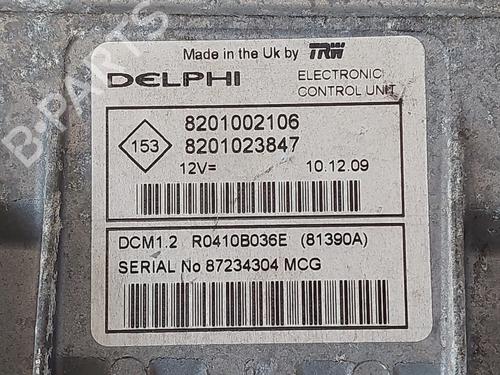 Made in the Uk by TRW
DELPHI ELECTRONIC
CONTROL UNIT
153 8201002106
8201023847
12V= 10.12.09
DCM1.2 R0410B036E (81390A)
SERIAL No 87234304 MCG
B-PARTS